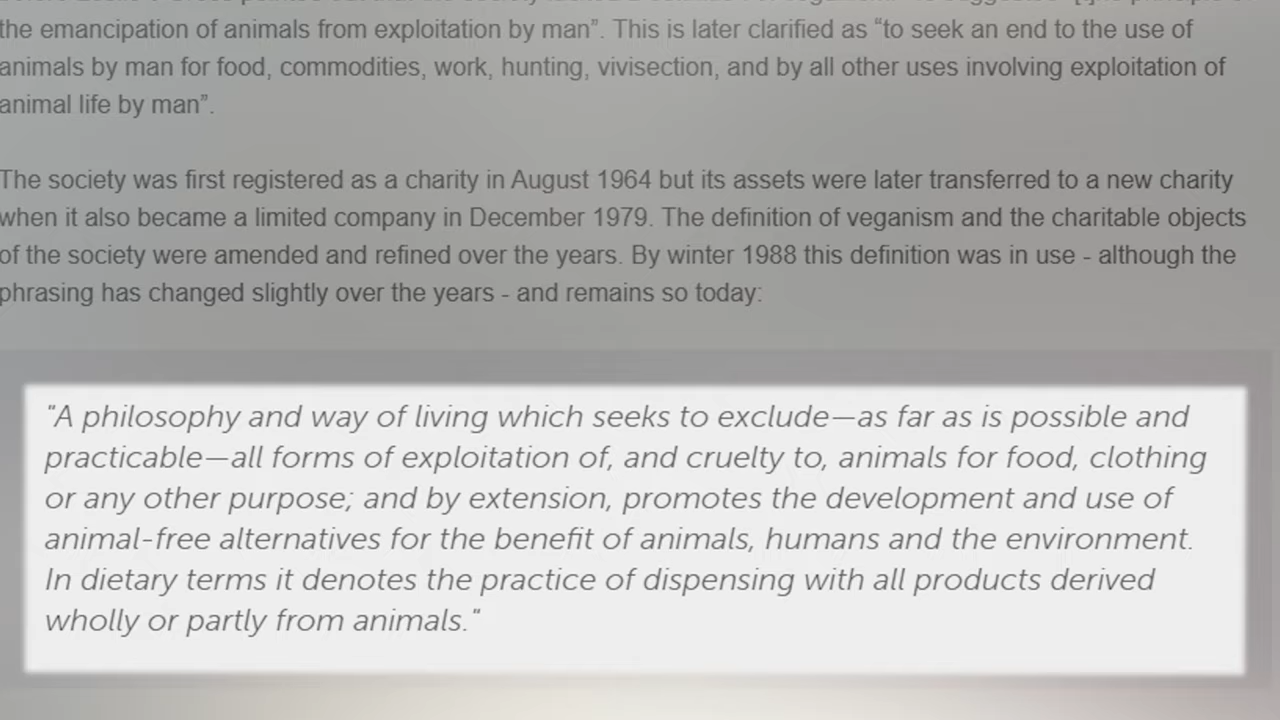 the emancipation of animals from exploitation by man”. This is later clarified as “to seek an end to the use of
animals by man for food, commodities, work, hunting, vivisection, and by all other uses involving exploitation of
animal life by man”.
The society was first registered as a charity in August 1964 but its assets were later transferred to a new charity
when it also became a limited company in December 1979. The definition of veganism and the charitable objects
of the society were amended and refined over the years. By winter 1988 this definition was in use - although the
phrasing has changed slightly over the years - and remains so today:
"A philosophy and way of living which seeks to exclude—as far as is possible and
practicable—all forms of exploitation of, and cruelty to, animals for food, clothing
or any other purpose; and by extension, promotes the development and use of
animal-free alternatives for the benefit of animals, humans and the environment.
In dietary terms it denotes the practice of dispensing with all products derived
wholly or partly from animals."